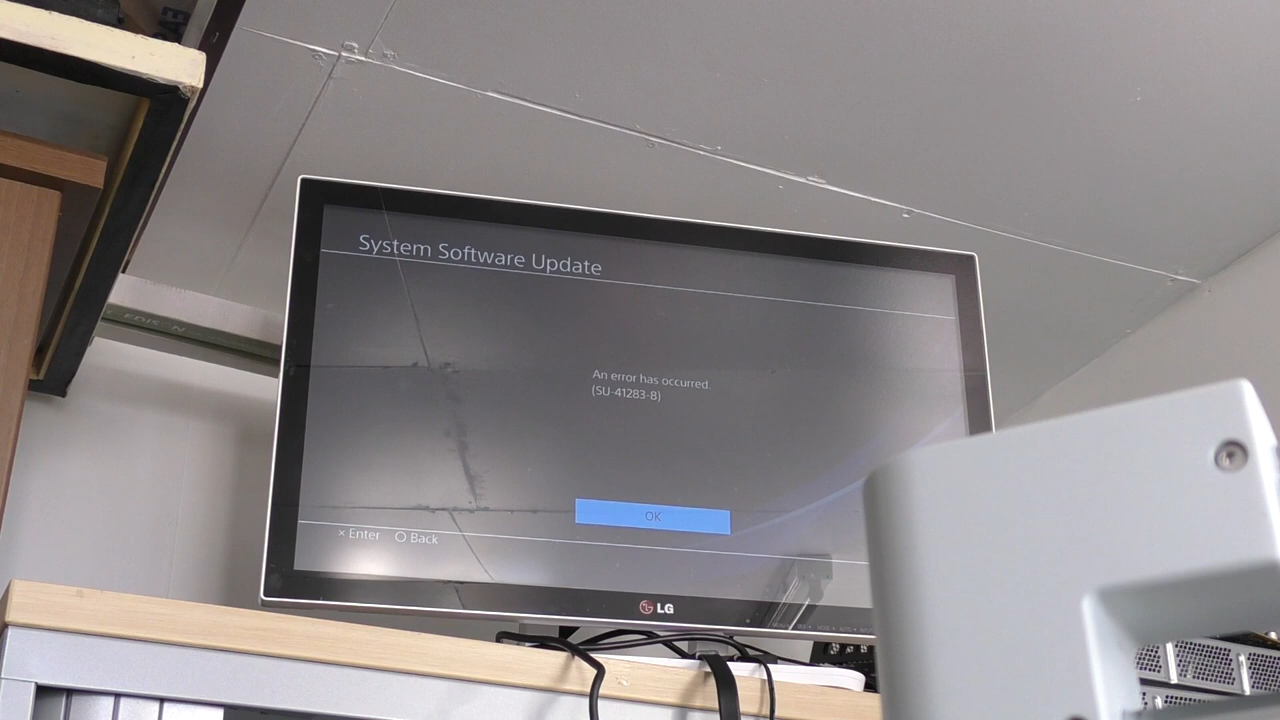 System Software Update
An error has occurred.
(SU-41283-8)
OK
× Enter ○ Back
LG